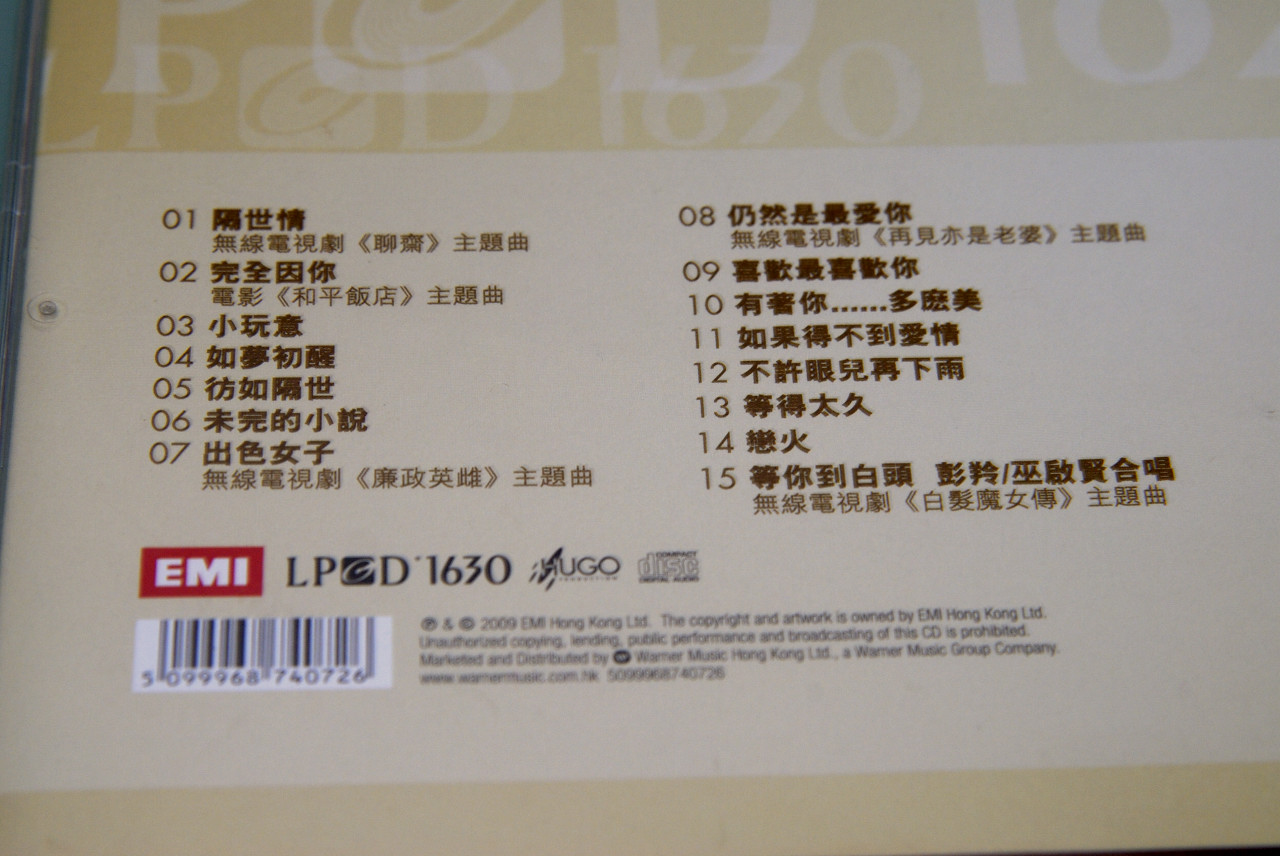 LPCD 1630
01 隔世情
無線電視劇《聊齋》主題曲
02 完全因你
電影《和平飯店》主題曲
03 小玩意
04 如夢初醒
05 彷如隔世
06 未完的小說
07 出色女子
無線電視劇《廉政英雌》主題曲
08 仍然是最愛你
無線電視劇《再見亦是老婆》主題曲
09 喜歡最喜歡你
10 有著你......多麽美
11 如果得不到愛情
12 不許眼兒再下雨
13 等得太久
14 戀火
15 等你到白頭 彭羚/巫啟賢合唱
無線電視劇《白髮魔女傳》主題曲
EMI LPCD 1630 HUGO PRODUCTION COMPACT disc DIGITAL AUDIO
5 099968 740726
℗ & © 2009 EMI Hong Kong Ltd. The copyright and artwork is owned by EMI Hong Kong Ltd.
Unauthorized copying, lending, public performance and broadcasting of this CD is prohibited.
Marketed and Distributed by Warner Music Hong Kong Ltd., a Warner Music Group Company.
www.warnermusic.com.hk 5099968740726